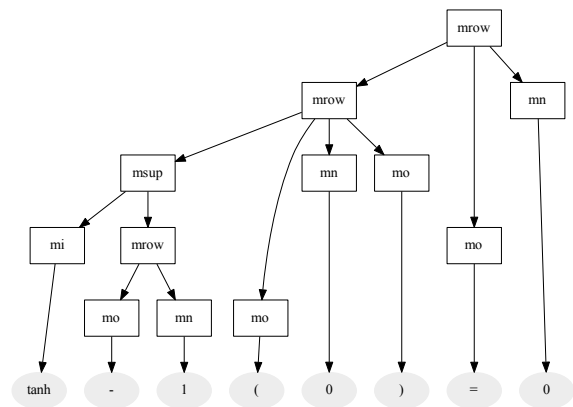 mrow
mrow mn
msup mn mo
mi mrow mo
mo mn mo
tanh - 1 ( 0 ) = 0